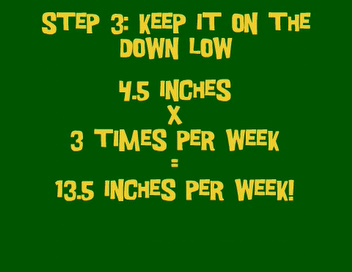 STEP 3: KEEP IT ON THE
DOWN LOW
4.5 INCHES
X
3 TIMES PER WEEK
=
13.5 INCHES PER WEEK!